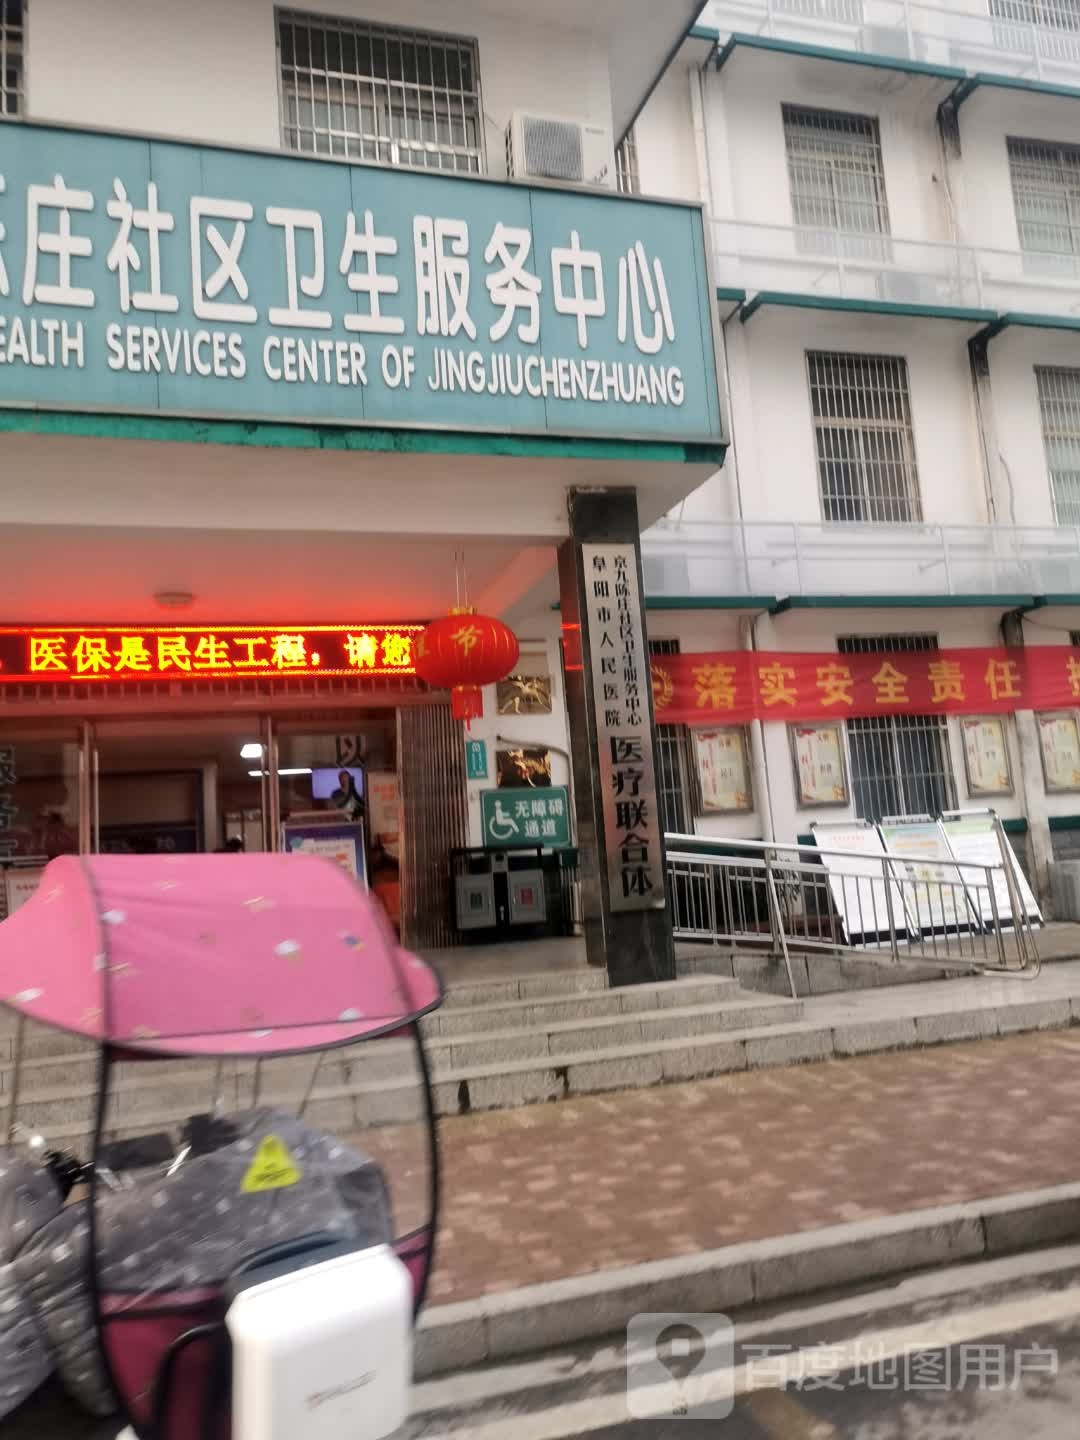 庄社区卫生服务中心
EALTH SERVICES CENTER OF JINGJIUCHENZHUANG
医保是民生工程，请您
节
京九陈庄社区卫生服务中心
阜阳市人民医院
医疗联合体
落实安全责任
以人
无障碍
通道
百度地图用户